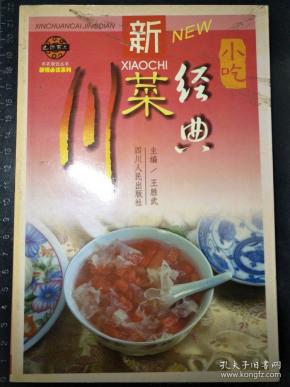 XINCHUANCAI JINGDIAN
新
NEW
小吃
XIAOCHI
川
菜
经典
主编／王胜武
四川人民出版社
孔夫子旧书网